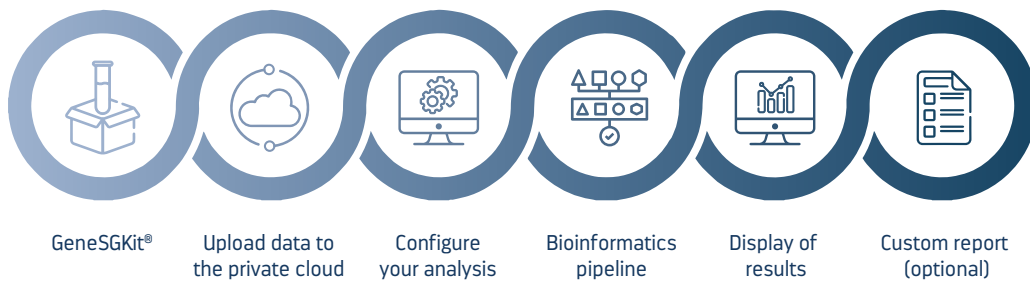 GeneSGKit®
Upload data to
the private cloud
Configure
your analysis
Bioinformatics
pipeline
Display of
results
Custom report
(optional)